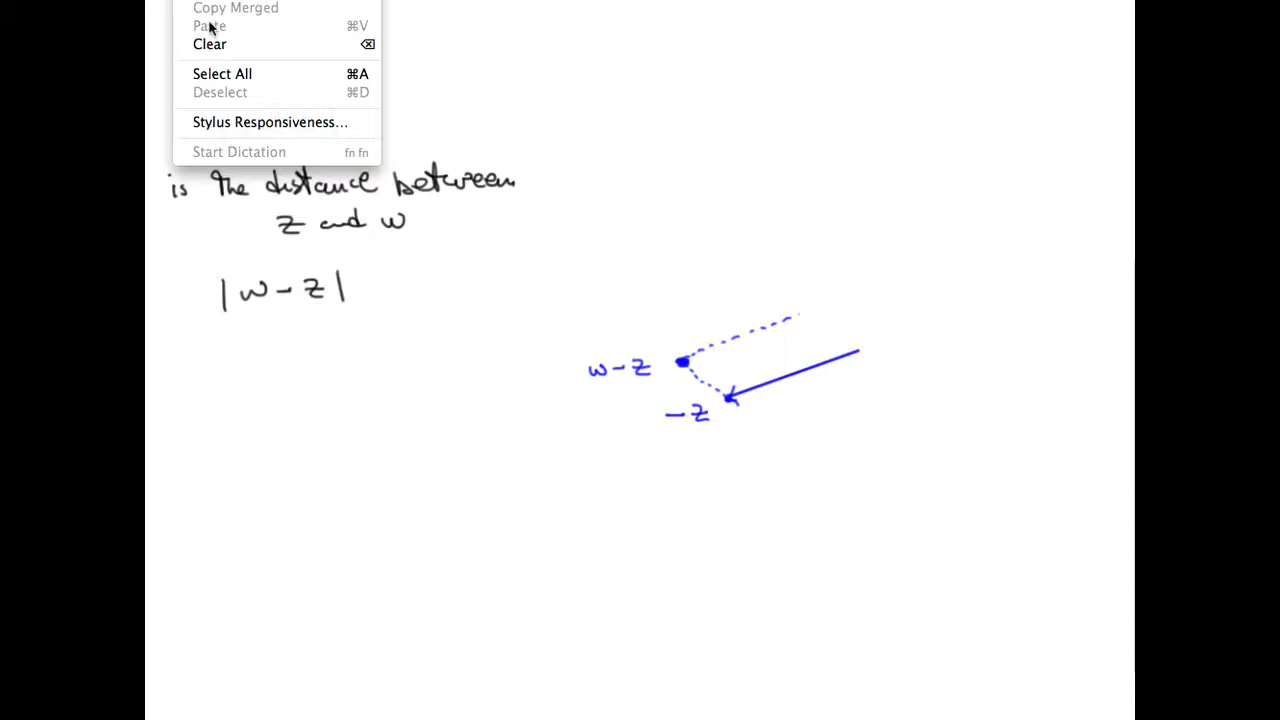 Copy Merged
Paste ⌘V
Clear ⌫
Select All ⌘A
Deselect ⌘D
Stylus Responsiveness...
Start Dictation fn fn
is the distance between
z and w
|w-z|
w-z
-z